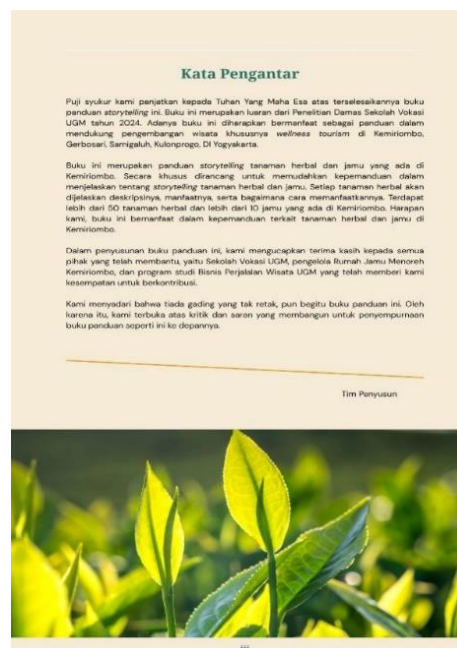 Kata Pengantar
Puji syukur kami panjatkan kepada Tuhan Yang Maha Esa atas terselesaikannya buku
panduan storytelling ini. Buku ini merupakan luaran dari Penelitian Damas Sekolah Vokasi
UGM tahun 2024. Adanya buku ini diharapkan bermanfaat sebagai panduan dalam
mendukung pengembangan wisata khususnya wellness tourism di Kemiriombo,
Gerbosari, Samigaluh, Kulonprogo, DI Yogyakarta.
Buku ini merupakan panduan storytelling tanaman herbal dan jamu yang ada di
Kemiriombo. Secara khusus dirancang untuk memudahkan kepemanduan dalam
menjelaskan tentang storytelling tanaman herbal dan jamu. Setiap tanaman herbal akan
dijelaskan deskripsinya, manfaatnya, serta bagaimana cara memanfaatkannya. Terdapat
lebih dari 50 tanaman herbal dan lebih dari 10 jamu yang ada di Kemiriombo. Harapan
kami, buku ini bermanfaat dalam kepemanduan terkait tanaman herbal dan jamu di
Kemiriombo.
Dalam penyusunan buku panduan ini, kami mengucapkan terima kasih kepada semua
pihak yang telah membantu, yaitu Sekolah Vokasi UGM, pengelola Rumah Jamu Menoreh
Kemiriombo, dan program studi Bisnis Perjalanan Wisata UGM yang telah memberi kami
kesempatan untuk berkontribusi.
Kami menyadari bahwa tiada gading yang tak retak, pun begitu buku panduan ini. Oleh
karena itu, kami terbuka atas kritik dan saran yang membangun untuk penyempurnaan
buku panduan seperti ini ke depannya.
Tim Penyusun
iii